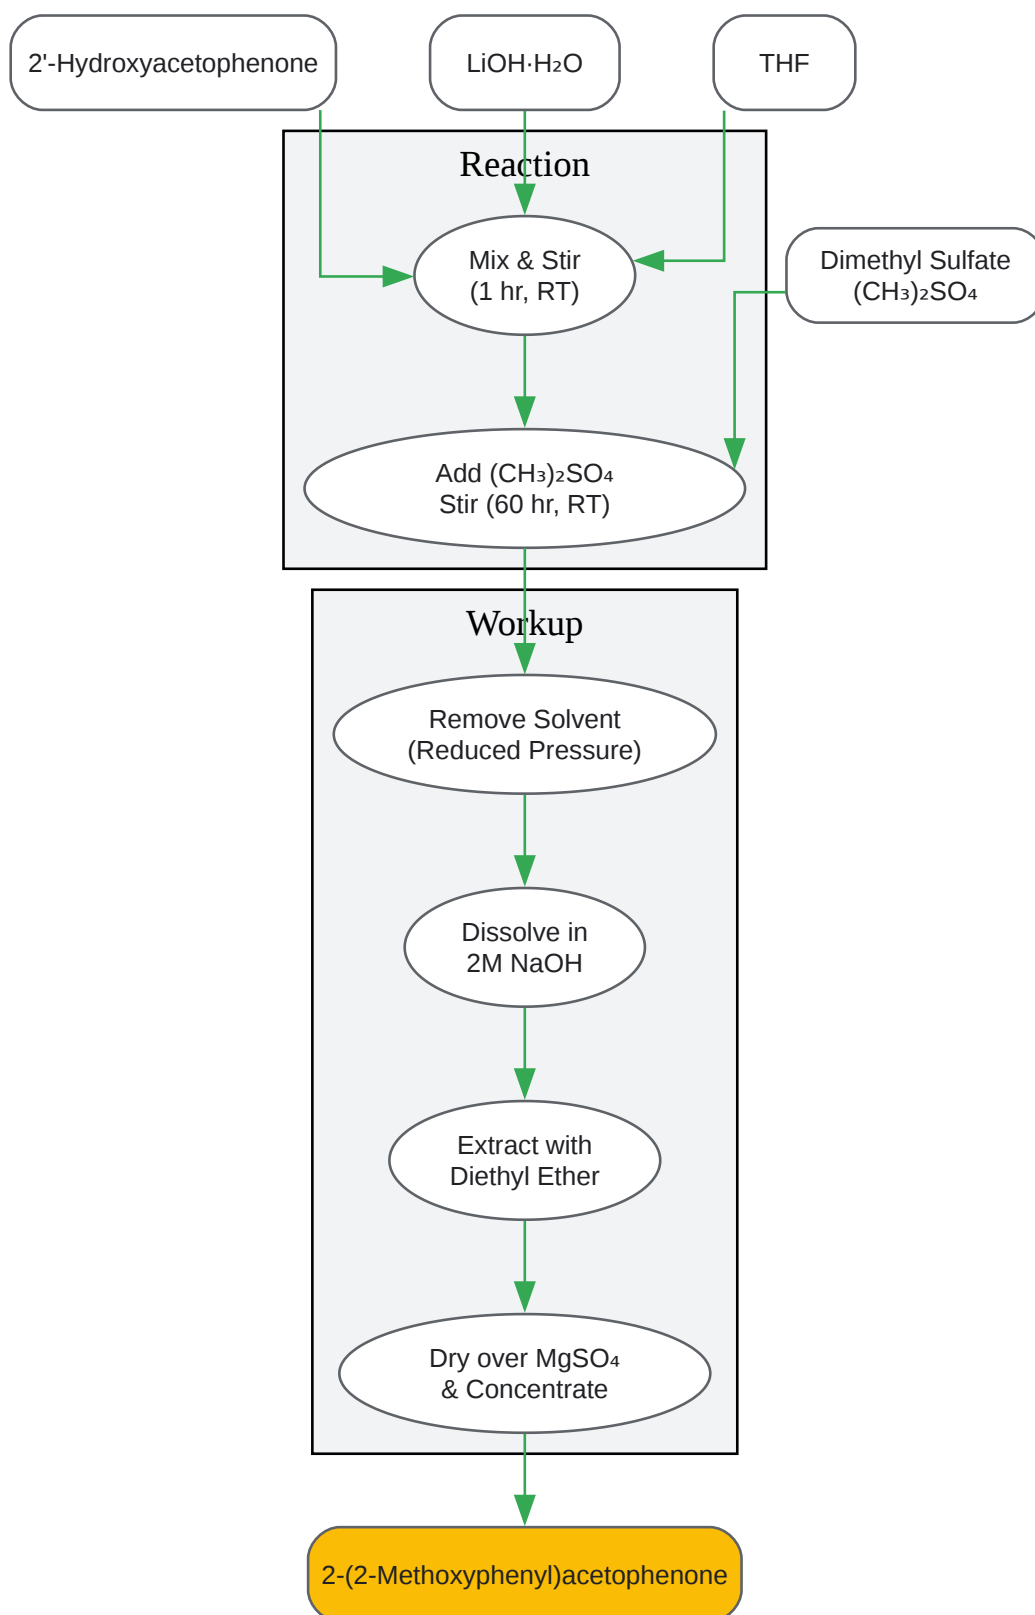 2'-Hydroxyacetophenone
LiOH·H₂O
THF
Reaction
Mix & Stir
(1 hr, RT)
Dimethyl Sulfate
(CH₃)₂SO₄
Add (CH₃)₂SO₄
Stir (60 hr, RT)
Workup
Remove Solvent
(Reduced Pressure)
Dissolve in
2M NaOH
Extract with
Diethyl Ether
Dry over MgSO₄
& Concentrate
2-(2-Methoxyphenyl)acetophenone